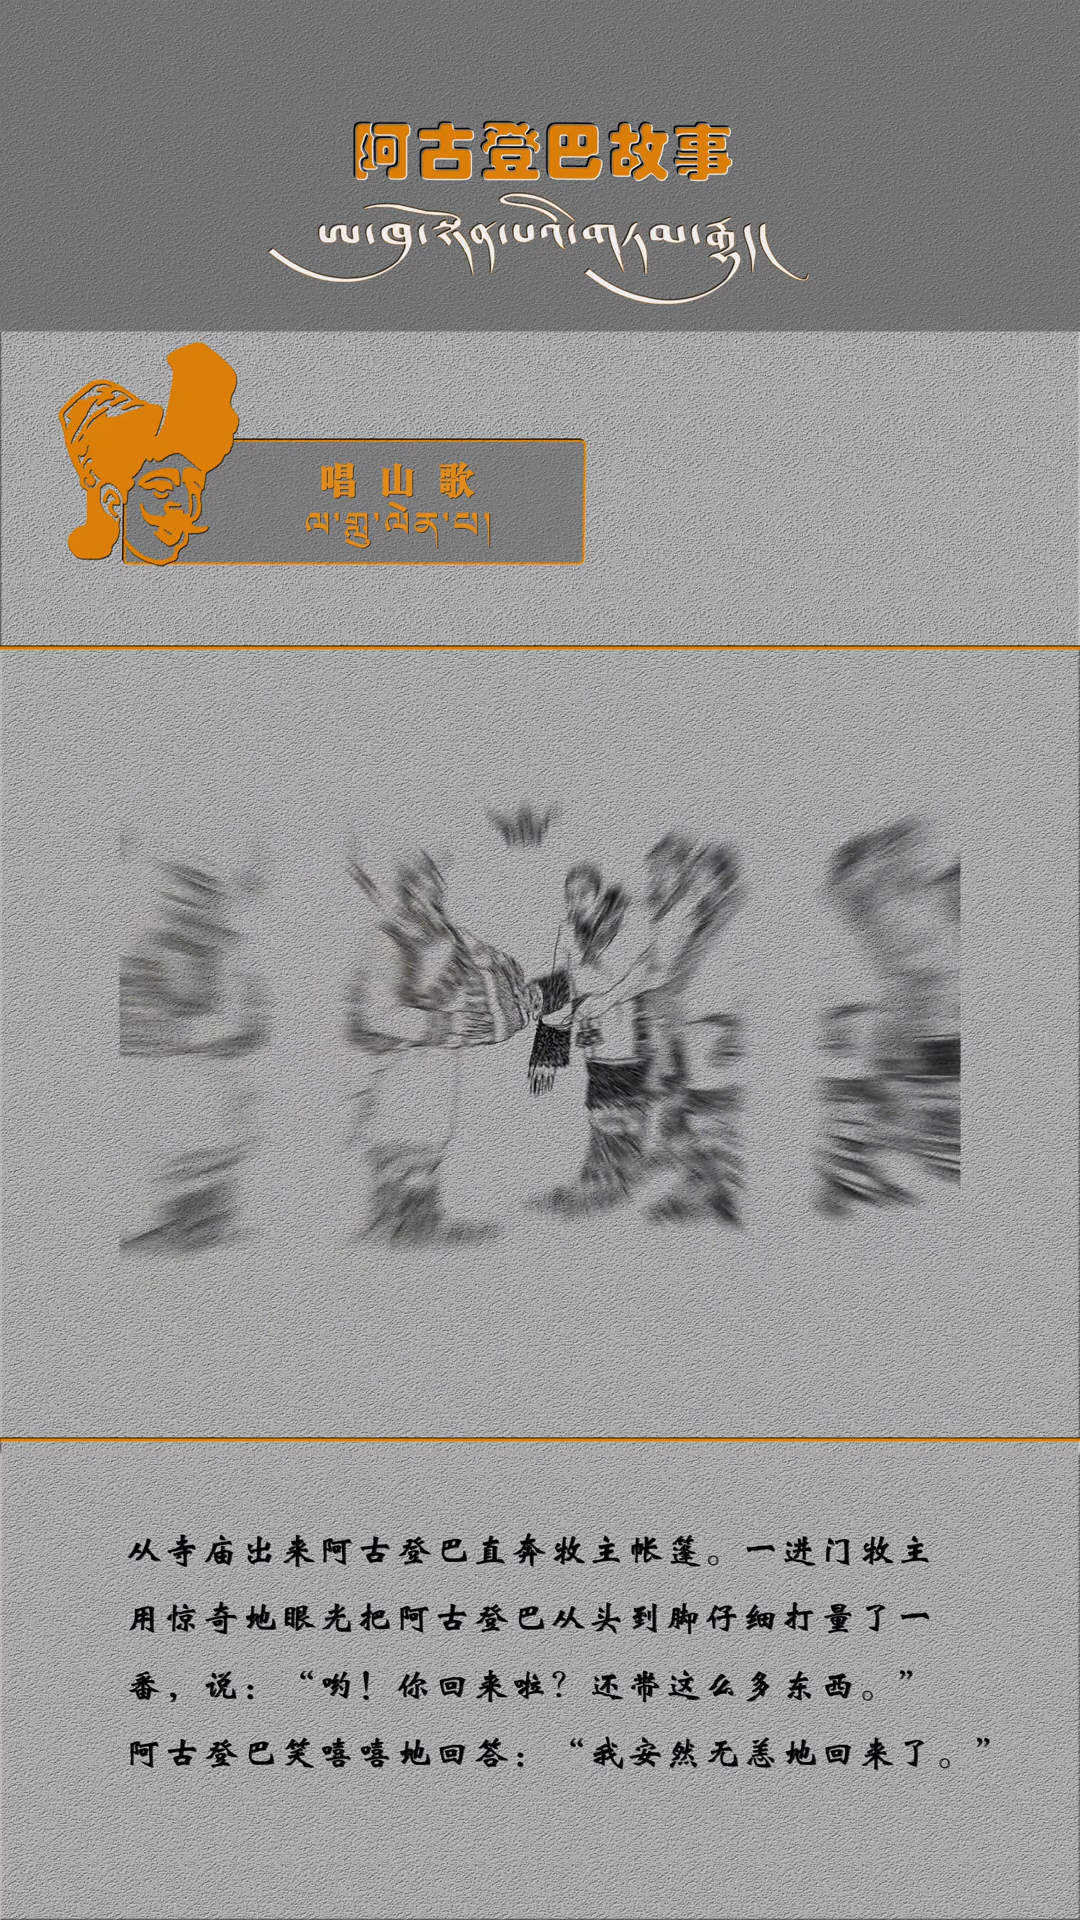 阿古登巴故事
ཨ་ཁུ་སྟོན་པའི་གཏམ་རྒྱུད།།
唱山歌
ལ་གླུ་ལེན་པ།
从寺庙出来阿古登巴直奔牧主帐篷。一进门牧主
用惊奇地眼光把阿古登巴从头到脚仔细打量了一
番，说：“哟！你回来啦？还带这么多东西。”
阿古登巴笑嘻嘻地回答：“我安然无恙地回来了。”